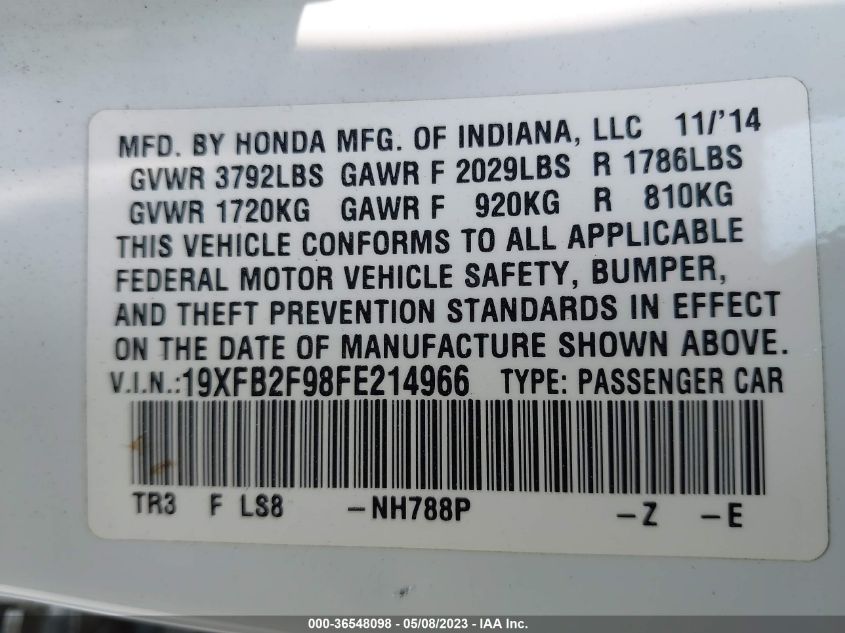 MFD. BY HONDA MFG. OF INDIANA, LLC 11/'14
GVWR 3792LBS GAWR F 2029LBS R 1786LBS
GVWR 1720KG GAWR F 920KG R 810KG
THIS VEHICLE CONFORMS TO ALL APPLICABLE
FEDERAL MOTOR VEHICLE SAFETY, BUMPER,
AND THEFT PREVENTION STANDARDS IN EFFECT
ON THE DATE OF MANUFACTURE SHOWN ABOVE.
V.I.N.:19XFB2F98FE214966 TYPE: PASSENGER CAR
TR3 F LS8 -NH788P -Z -E
000-36548098 - 05/08/2023 - IAA Inc.